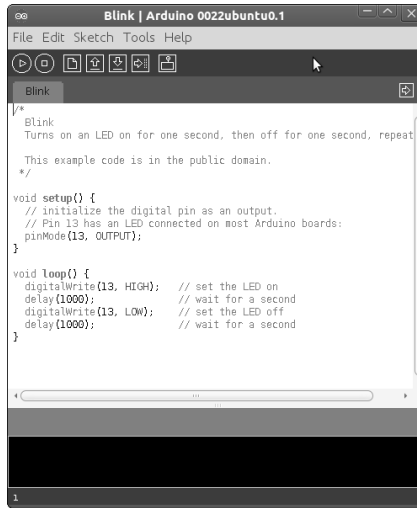 Blink | Arduino 0022ubuntu0.1
File Edit Sketch Tools Help
Blink
/*
  Blink
  Turns on an LED on for one second, then off for one second, repeat

  This example code is in the public domain.
 */

void setup() {
  // initialize the digital pin as an output.
  // Pin 13 has an LED connected on most Arduino boards:
  pinMode(13, OUTPUT);
}

void loop() {
  digitalWrite(13, HIGH);   // set the LED on
  delay(1000);              // wait for a second
  digitalWrite(13, LOW);    // set the LED off
  delay(1000);              // wait for a second
}
1